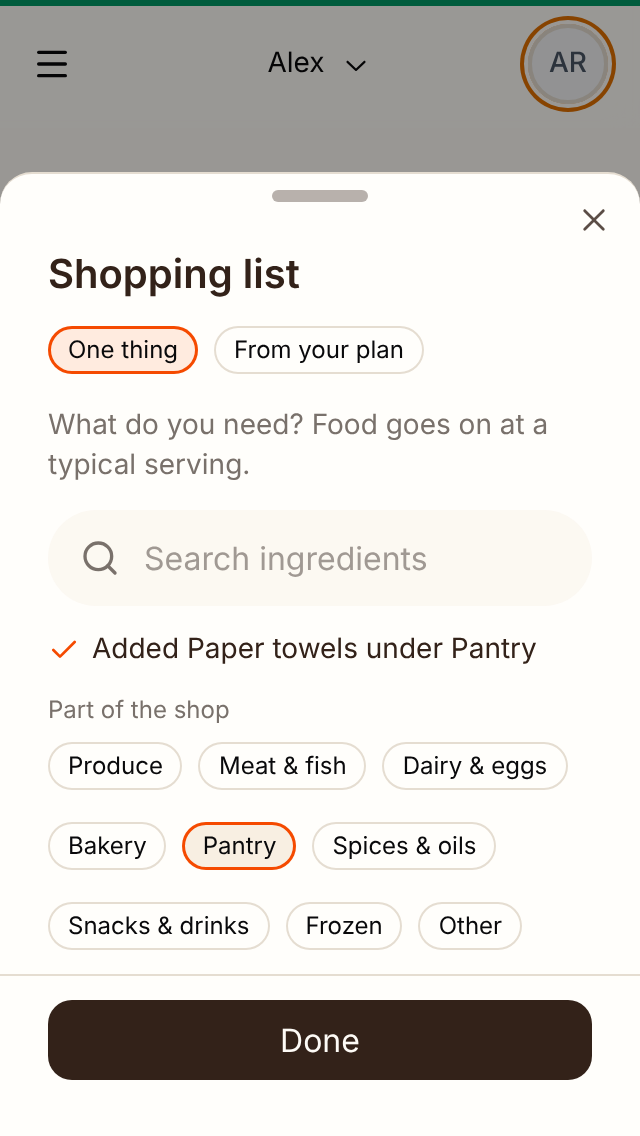 Alex
AR
Shopping list
One thing
From your plan
What do you need? Food goes on at a
typical serving.
Search ingredients
Added Paper towels under Pantry
Part of the shop
Produce
Meat & fish
Dairy & eggs
Bakery
Pantry
Spices & oils
Snacks & drinks
Frozen
Other
Done